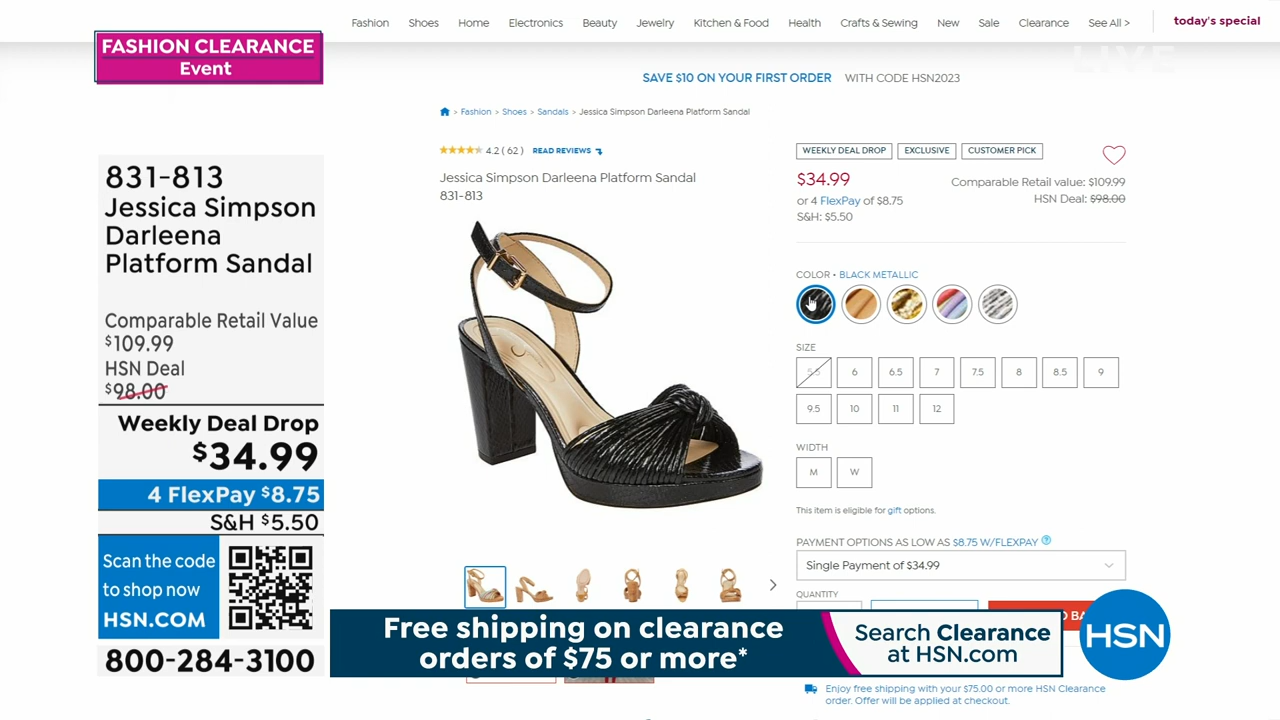 Fashion Shoes Home Electronics Beauty Jewelry Kitchen & Food Health Crafts & Sewing New Sale Clearance See All > today's special
FASHION CLEARANCE
Event
LIVE
SAVE $10 ON YOUR FIRST ORDER WITH CODE HSN2023
> Fashion > Shoes > Sandals > Jessica Simpson Darleena Platform Sandal
4.2 ( 62 ) READ REVIEWS
Jessica Simpson Darleena Platform Sandal
831-813
WEEKLY DEAL DROP EXCLUSIVE CUSTOMER PICK
$34.99
or 4 FlexPay of $8.75
S&H: $5.50
Comparable Retail value: $109.99
HSN Deal: $98.00
COLOR • BLACK METALLIC
SIZE
5.5 6 6.5 7 7.5 8 8.5 9
9.5 10 11 12
WIDTH
M W
This item is eligible for gift options.
PAYMENT OPTIONS AS LOW AS $8.75 W/FLEXPAY ?
Single Payment of $34.99
QUANTITY
831-813
Jessica Simpson
Darleena
Platform Sandal
Comparable Retail Value
$109.99
HSN Deal
$98.00
Weekly Deal Drop
$34.99
4 FlexPay $8.75
S&H $5.50
Scan the code
to shop now
HSN.COM
800-284-3100
Free shipping on clearance
orders of $75 or more*
Search Clearance
at HSN.com
HSN
Enjoy free shipping with your $75.00 or more HSN Clearance
order. Offer will be applied at checkout.